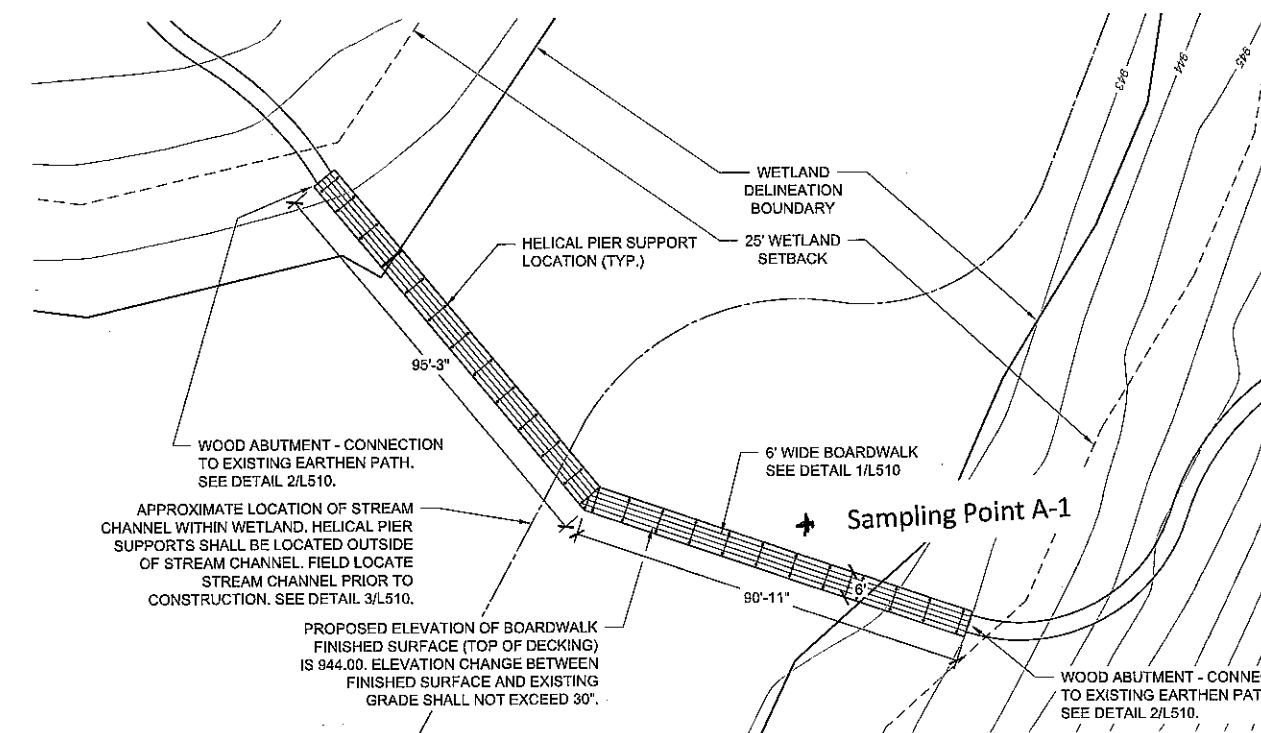 943
944
945
WETLAND
DELINEATION
BOUNDARY
25' WETLAND
SETBACK
HELICAL PIER SUPPORT
LOCATION (TYP.)
95'-3"
WOOD ABUTMENT - CONNECTION
TO EXISTING EARTHEN PATH.
SEE DETAIL 2/L510.
6' WIDE BOARDWALK
SEE DETAIL 1/L510
Sampling Point A-1
APPROXIMATE LOCATION OF STREAM
CHANNEL WITHIN WETLAND. HELICAL PIER
SUPPORTS SHALL BE LOCATED OUTSIDE
OF STREAM CHANNEL. FIELD LOCATE
STREAM CHANNEL PRIOR TO
CONSTRUCTION. SEE DETAIL 3/L510.
6'
90'-11"
PROPOSED ELEVATION OF BOARDWALK
FINISHED SURFACE (TOP OF DECKING)
IS 944.00. ELEVATION CHANGE BETWEEN
FINISHED SURFACE AND EXISTING
GRADE SHALL NOT EXCEED 30".
WOOD ABUTMENT - CONNE
TO EXISTING EARTHEN PAT
SEE DETAIL 2/L510.